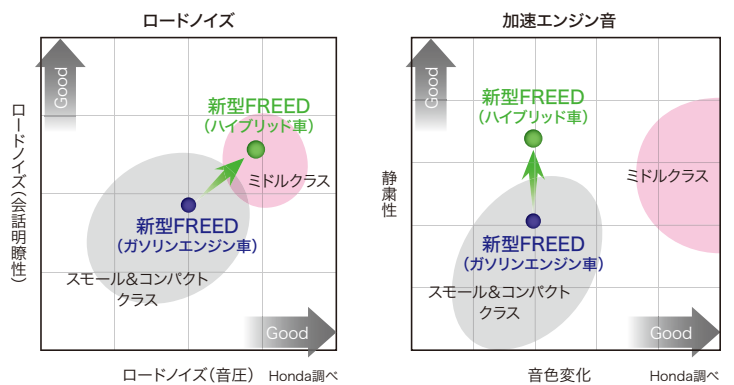 ロードノイズ
Good
ロードノイズ(会話明瞭性)
新型FREED
(ハイブリッド車)
ミドルクラス
新型FREED
(ガソリンエンジン車)
スモール&コンパクト
クラス
Good
ロードノイズ(音圧)
Honda調べ
加速エンジン音
Good
静粛性
新型FREED
(ハイブリッド車)
ミドルクラス
新型FREED
(ガソリンエンジン車)
スモール&コンパクト
クラス
Good
音色変化
Honda調べ